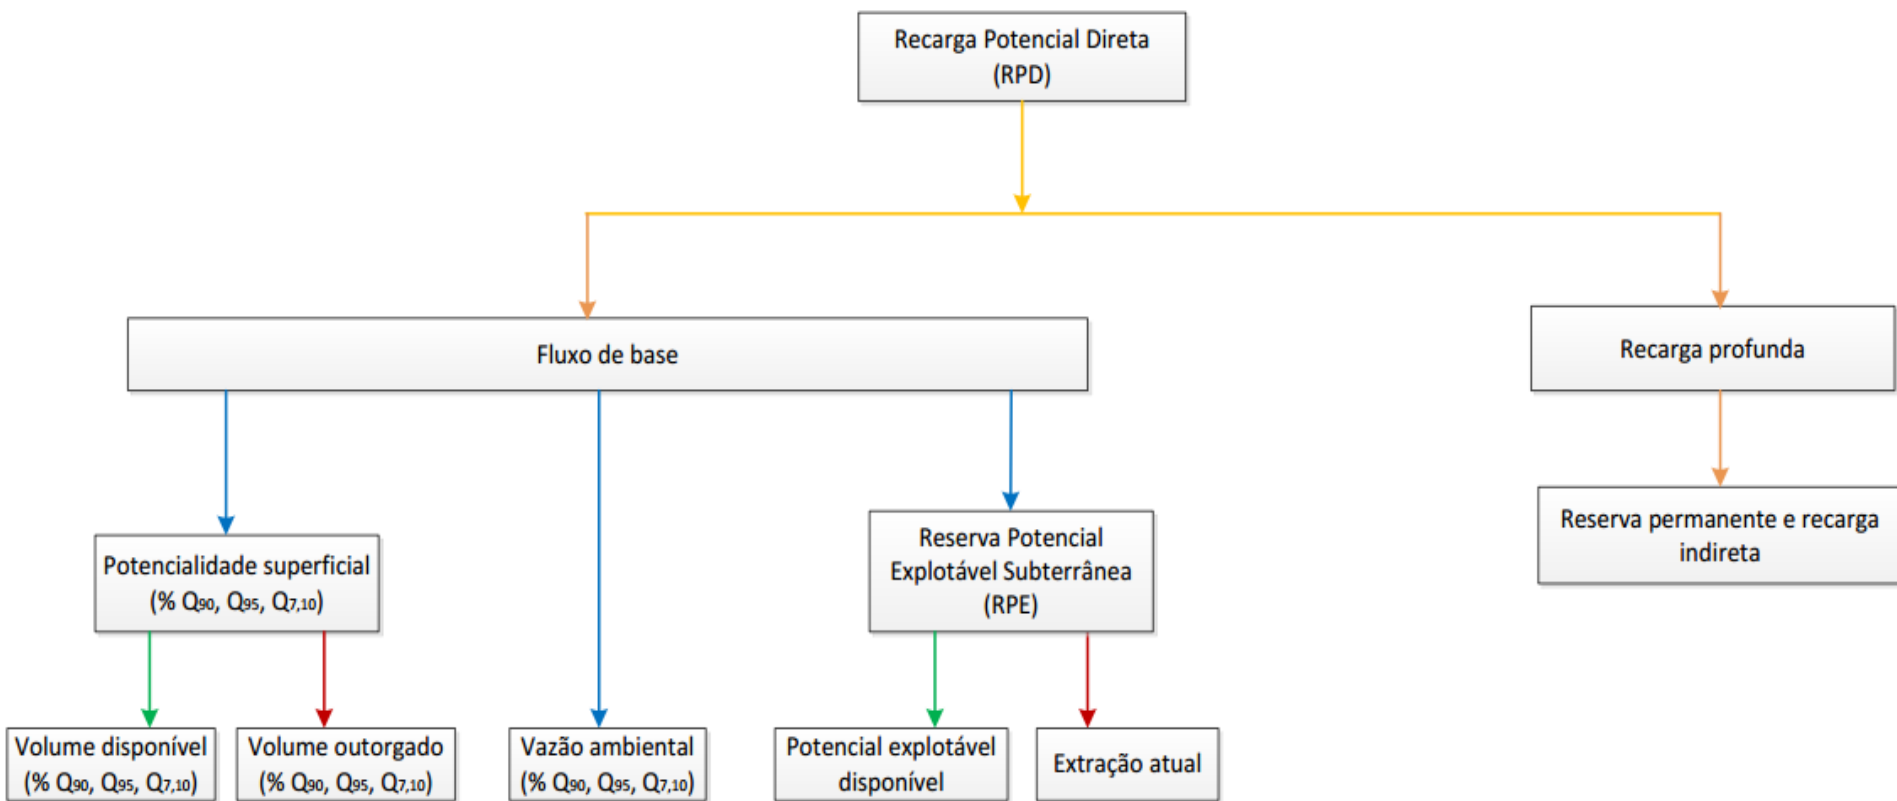 Recarga Potencial Direta
(RPD)
Fluxo de base
Recarga profunda
Potencialidade superficial
(% Q90, Q95, Q7,10)
Reserva Potencial
Explotável Subterrânea
(RPE)
Reserva permanente e recarga
indireta
Volume disponível
(% Q90, Q95, Q7,10)
Volume outorgado
(% Q90, Q95, Q7,10)
Vazão ambiental
(% Q90, Q95, Q7,10)
Potencial explotável
disponível
Extração atual